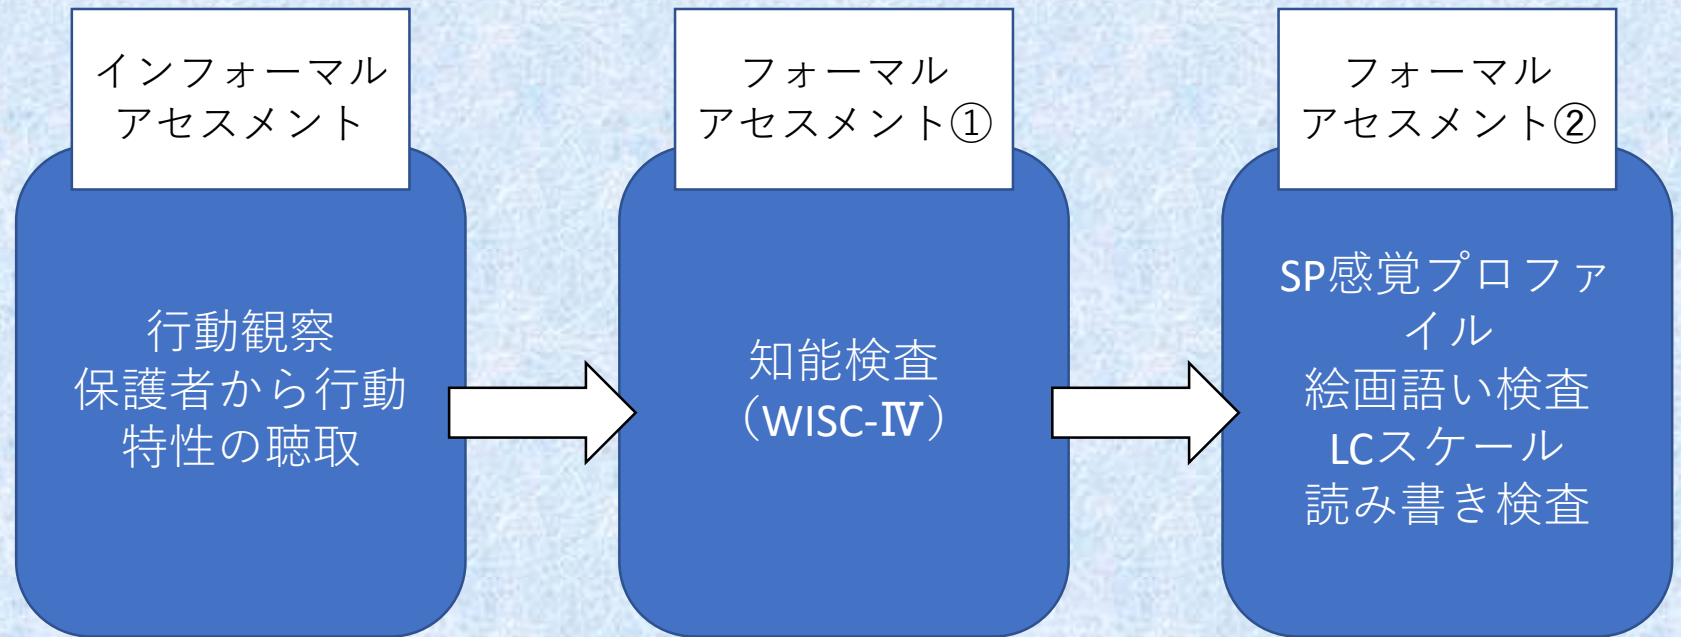 インフォーマル
アセスメント
行動観察
保護者から行動
特性の聴取
フォーマル
アセスメント①
知能検査
（WISC-Ⅳ）
フォーマル
アセスメント②
SP感覚プロファ
イル
絵画語い検査
LCスケール
読み書き検査